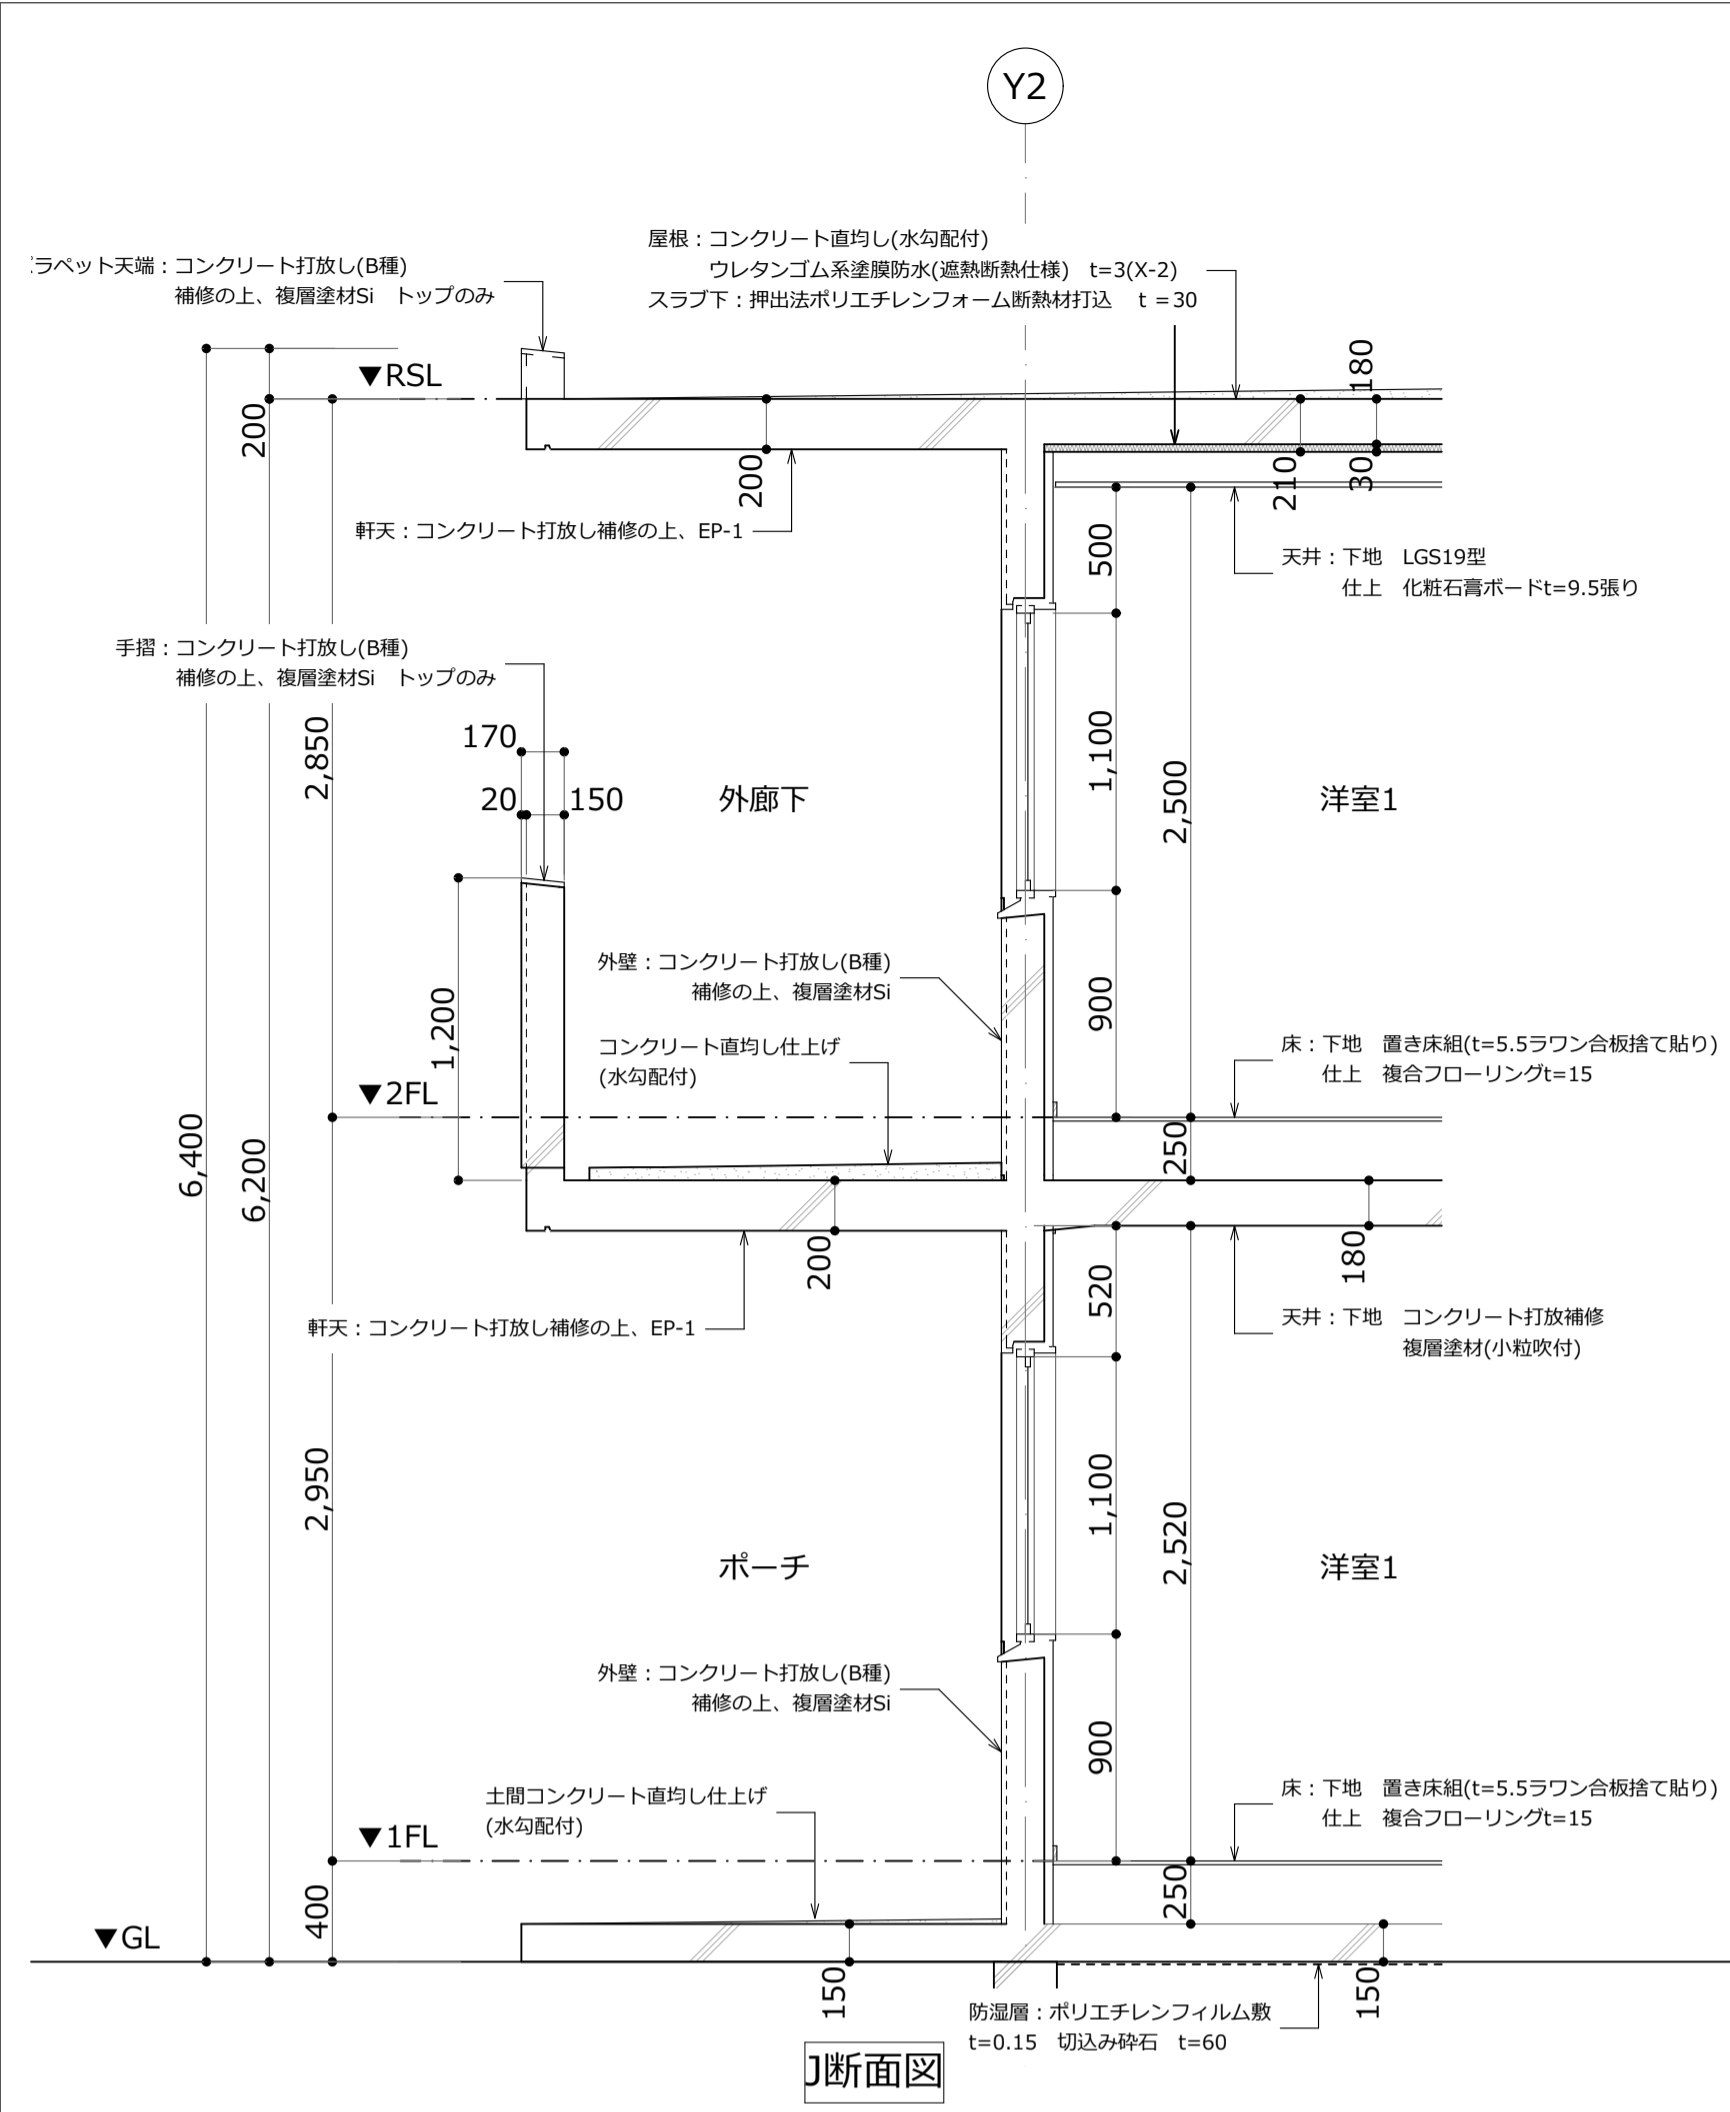 Y2
屋根：コンクリート直均し(水勾配付)
ウレタンゴム系塗膜防水(遮熱断熱仕様)　t=3(X-2)
スラブ下：押出法ポリエチレンフォーム断熱材打込　t＝30
ラペット天端：コンクリート打放し(B種)
補修の上、複層塗材Si　トップのみ
▼RSL
200
200
180
210
30
軒天：コンクリート打放し補修の上、EP-1
500
天井：下地　LGS19型
仕上　化粧石膏ボードt=9.5張り
手摺：コンクリート打放し(B種)
補修の上、複層塗材Si　トップのみ
2,850
170
20
150
外廊下
1,100
2,500
洋室1
外壁：コンクリート打放し(B種)
補修の上、複層塗材Si
1,200
900
コンクリート直均し仕上げ
(水勾配付)
床：下地　置き床組(t=5.5ラワン合板捨て貼り)
仕上　複合フローリングt=15
▼2FL
6,400
6,200
250
200
180
520
軒天：コンクリート打放し補修の上、EP-1
天井：下地　コンクリート打放補修
複層塗材(小粒吹付)
2,950
ポーチ
1,100
2,520
洋室1
外壁：コンクリート打放し(B種)
補修の上、複層塗材Si
900
土間コンクリート直均し仕上げ
(水勾配付)
床：下地　置き床組(t=5.5ラワン合板捨て貼り)
仕上　複合フローリングt=15
▼1FL
400
250
▼GL
150
150
防湿層：ポリエチレンフィルム敷
t=0.15　切込み砕石　t=60
J断面図